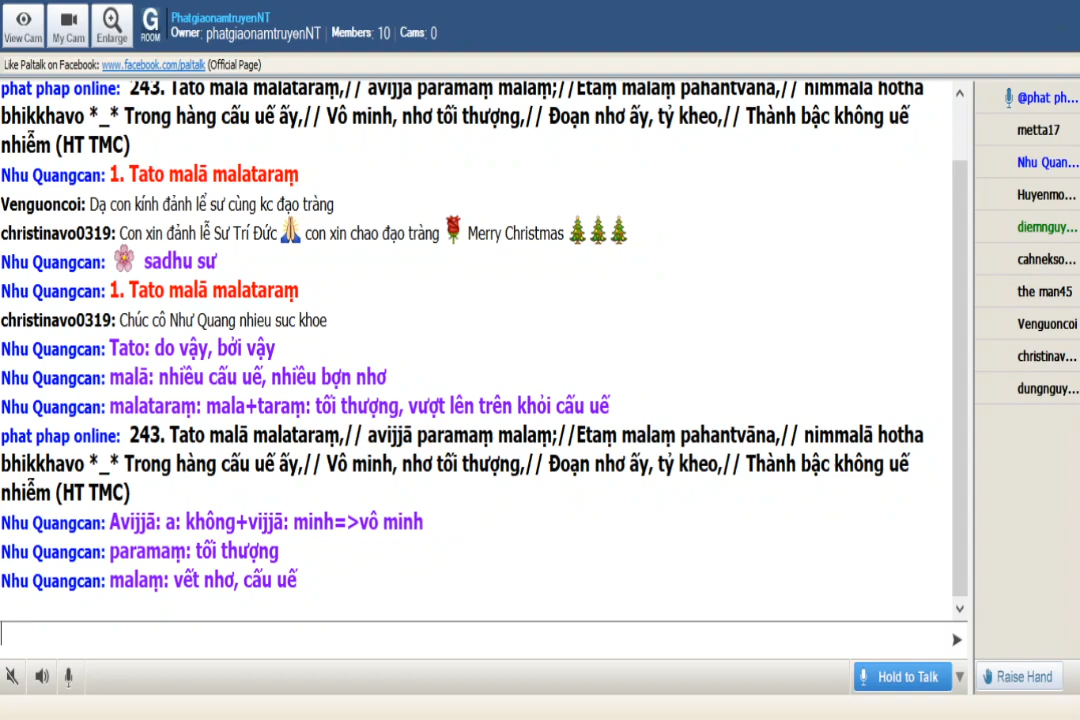 View Cam
My Cam
Enlarge
G
ROOM
PhatgiaonamtruyenNT
Owner: phatgiaonamtruyenNT | Members: 10 | Cams: 0
Like Paltalk on Facebook: www.facebook.com/paltalk (Official Page)
phat phap online: 243. Tato malā malataraṃ,// avijjā paramaṃ malaṃ;//Etaṃ malaṃ pahantvāna,// nimmalā hotha
bhikkhavo *_* Trong hàng cấu uế ấy,// Vô minh, nhơ tối thượng,// Đoạn nhơ ấy, tỷ kheo,// Thành bậc không uế
nhiễm (HT TMC)
Nhu Quangcan: 1. Tato malā malataraṃ
Venguoncoi: Dạ con kính đảnh lể sư cùng kc đạo tràng
christinavo0319: Con xin đảnh lễ Sư Trí Đức con xin chao đạo tràng Merry Christmas
Nhu Quangcan: sadhu sư
Nhu Quangcan: 1. Tato malā malataraṃ
christinavo0319: Chúc cô Như Quang nhieu suc khoe
Nhu Quangcan: Tato: do vậy, bởi vậy
Nhu Quangcan: malā: nhiều cấu uế, nhiều bợn nhơ
Nhu Quangcan: malataraṃ: mala+taraṃ: tối thượng, vượt lên trên khỏi cấu uế
phat phap online: 243. Tato malā malataraṃ,// avijjā paramaṃ malaṃ;//Etaṃ malaṃ pahantvāna,// nimmalā hotha
bhikkhavo *_* Trong hàng cấu uế ấy,// Vô minh, nhơ tối thượng,// Đoạn nhơ ấy, tỷ kheo,// Thành bậc không uế
nhiễm (HT TMC)
Nhu Quangcan: Avijjā: a: không+vijjā: minh=>vô minh
Nhu Quangcan: paramaṃ: tối thượng
Nhu Quangcan: malaṃ: vết nhơ, cấu uế
@phat ph...
metta17
Nhu Quan...
Huyenmo...
diemnguy...
cahnekso...
the man45
Venguoncoi
christinav...
dungnguy...
Hold to Talk
Raise Hand